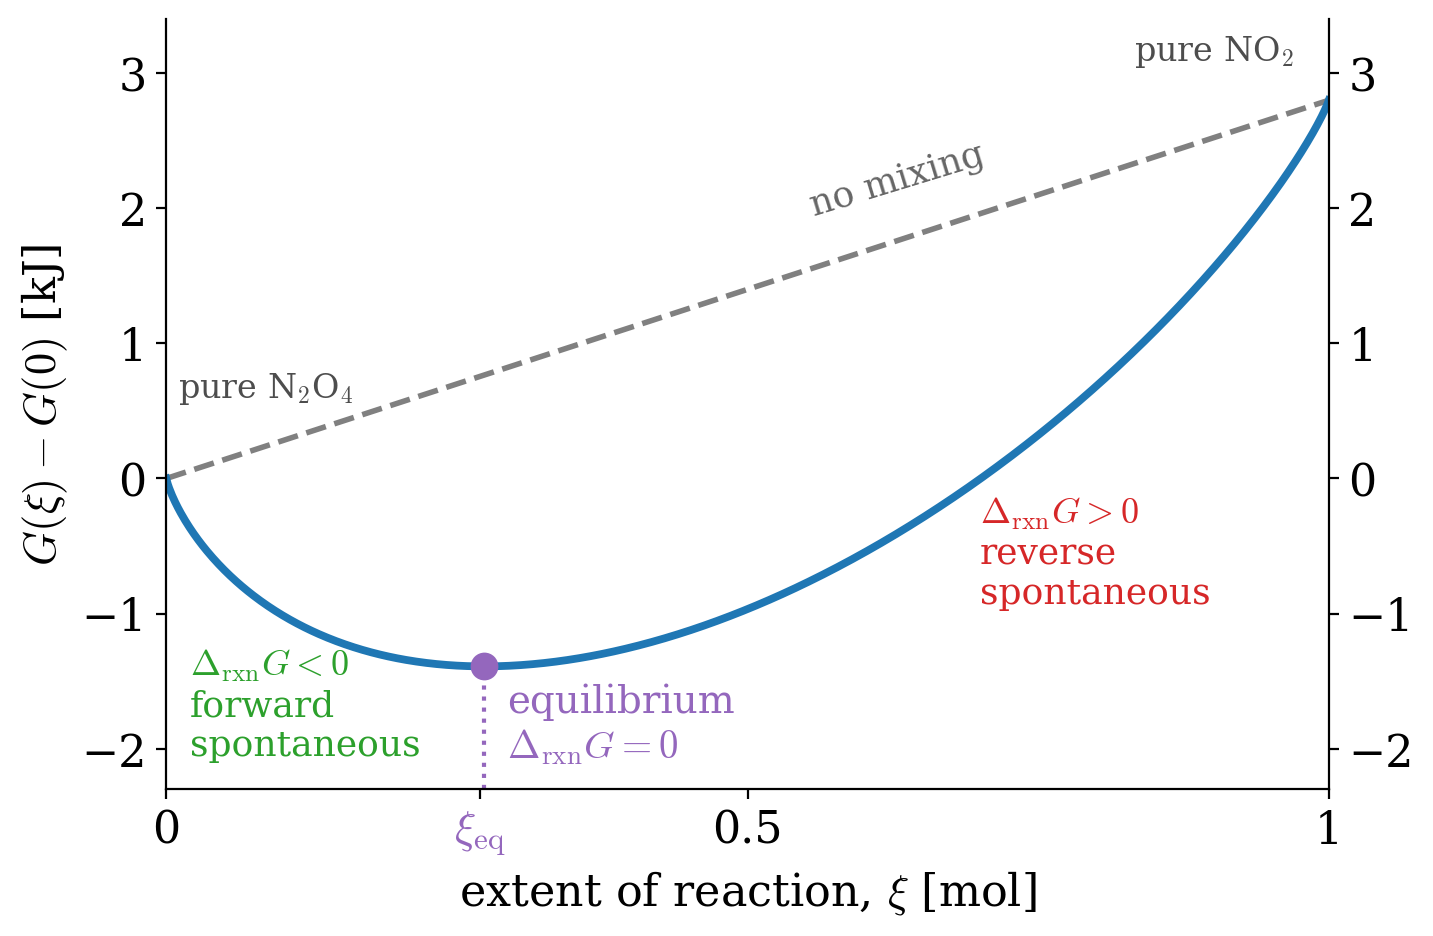 3
2
1
0
−1
−2
G(ξ) − G(0) [kJ]
pure NO₂
no mixing
pure N₂O₄
ΔᵣₓₙG > 0
reverse
spontaneous
ΔᵣₓₙG < 0
forward
spontaneous
equilibrium
ΔᵣₓₙG = 0
3
2
1
0
−1
−2
0
ξeq
0.5
1
extent of reaction, ξ [mol]